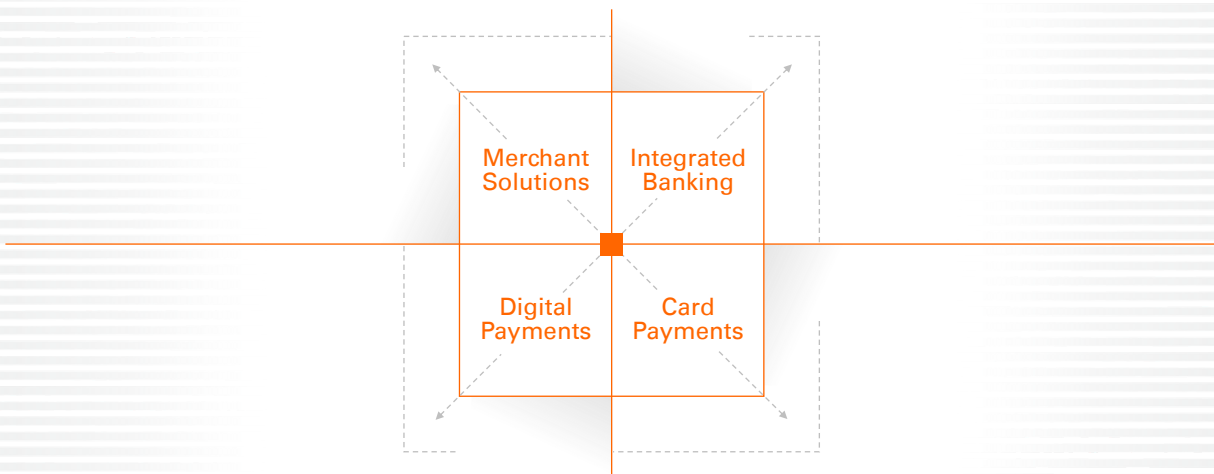 Merchant
Solutions
Integrated
Banking
Digital
Payments
Card
Payments